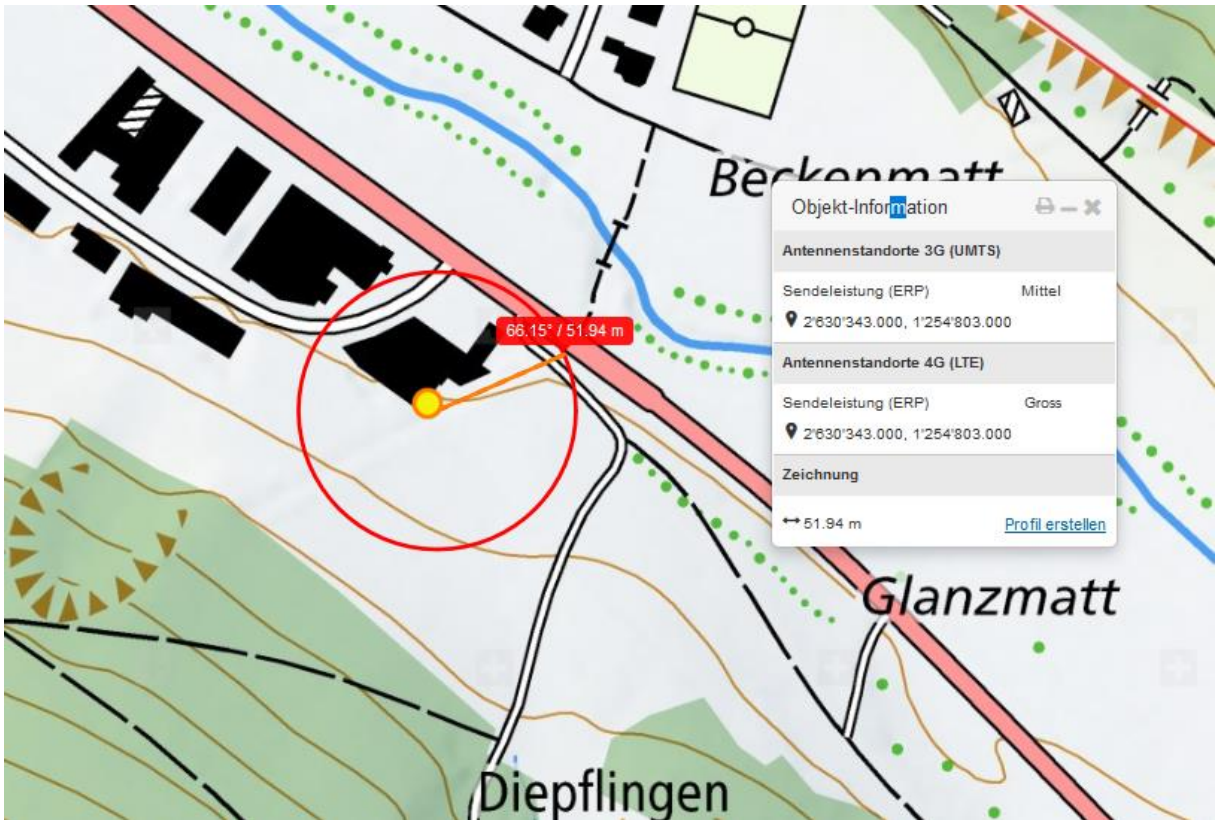 Beckenmatt
Objekt-Information
Antennenstandorte 3G (UMTS)
Sendeleistung (ERP) Mittel
2'630'343.000, 1'254'803.000
66.15° / 51.94 m
Antennenstandorte 4G (LTE)
Sendeleistung (ERP) Gross
2'630'343.000, 1'254'803.000
Zeichnung
51.94 m Profil erstellen
Glanzmatt
Diepflingen